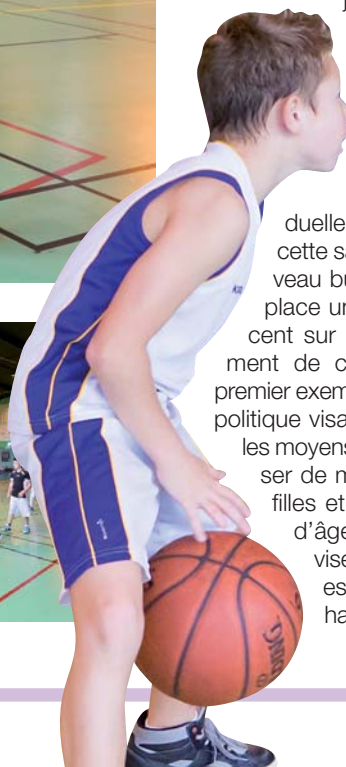 duelle
cette sa
veau bu
place un
cent sur
ment de c
premier exem
politique visa
les moyens
ser de m
filles et
d'âge
vise
es
ha